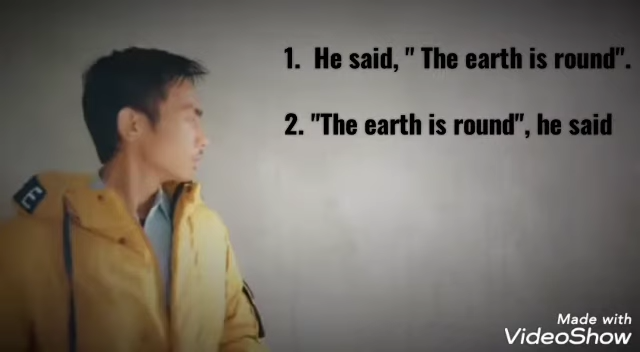 1. He said, " The earth is round".
2. "The earth is round", he said
E
Made with
VideoShow